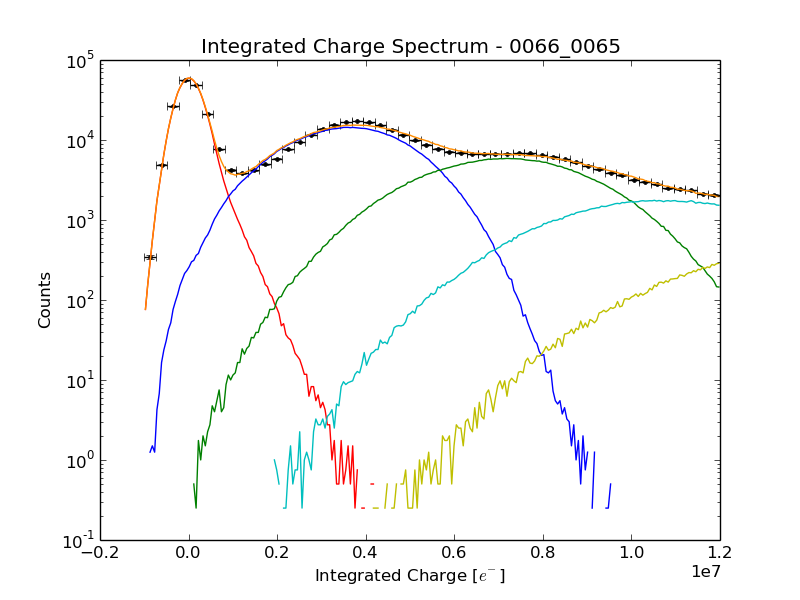 Integrated Charge Spectrum - 0066_0065
Counts
10^5
10^4
10^3
10^2
10^1
10^0
10^-1
−0.2 0.0 0.2 0.4 0.6 0.8 1.0 1.2
1e7
Integrated Charge [e^-]